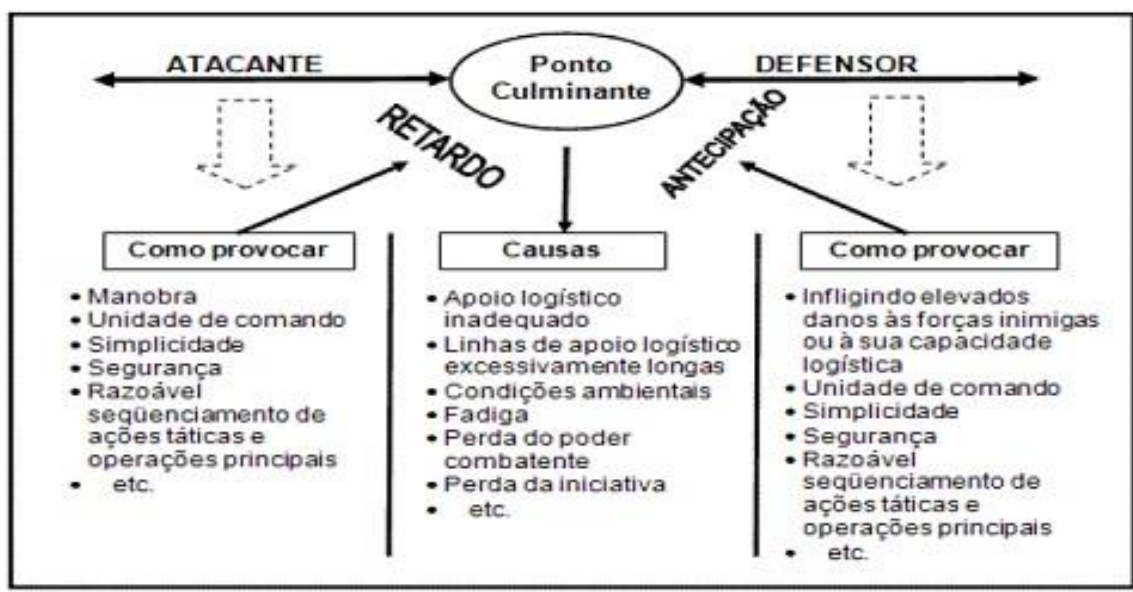 ATACANTE
Ponto
Culminante
DEFENSOR
RETARDO
ANTECIPAÇÃO
Como provocar
• Manobra
• Unidade de comando
• Simplicidade
• Segurança
• Razoável
seqüenciamento de
ações táticas e
operações principais
• etc.
Causas
• Apoio logístico
inadequado
• Linhas de apoio logístico
excessivamente longas
• Condições ambientais
• Fadiga
• Perda do poder
combatente
• Perda da iniciativa
• etc.
Como provocar
• Infligindo elevados
danos às forças inimigas
ou à sua capacidade
logística
• Unidade de comando
• Simplicidade
• Segurança
• Razoável
seqüenciamento de
ações táticas e
operações principais
• etc.